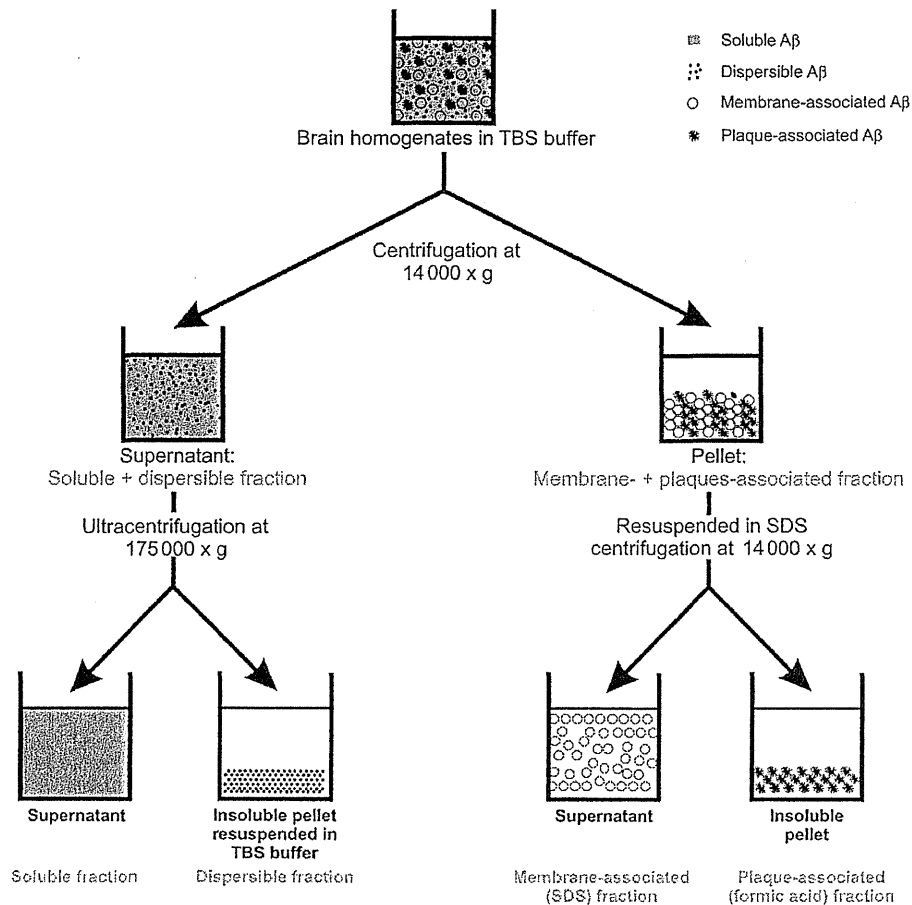 Soluble Aβ
Dispersible Aβ
Membrane-associated Aβ
Plaque-associated Aβ
Brain homogenates in TBS buffer
Centrifugation at
14 000 x g
Supernatant:
Soluble + dispersible fraction
Pellet:
Membrane- + plaques-associated fraction
Ultracentrifugation at
175 000 x g
Resuspended in SDS
centrifugation at 14 000 x g
Supernatant
Insoluble pellet
resuspended in
TBS buffer
Supernatant
Insoluble
pellet
Soluble fraction
Dispersible fraction
Membrane-associated
(SDS) fraction
Plaque-associated
(formic acid) fraction